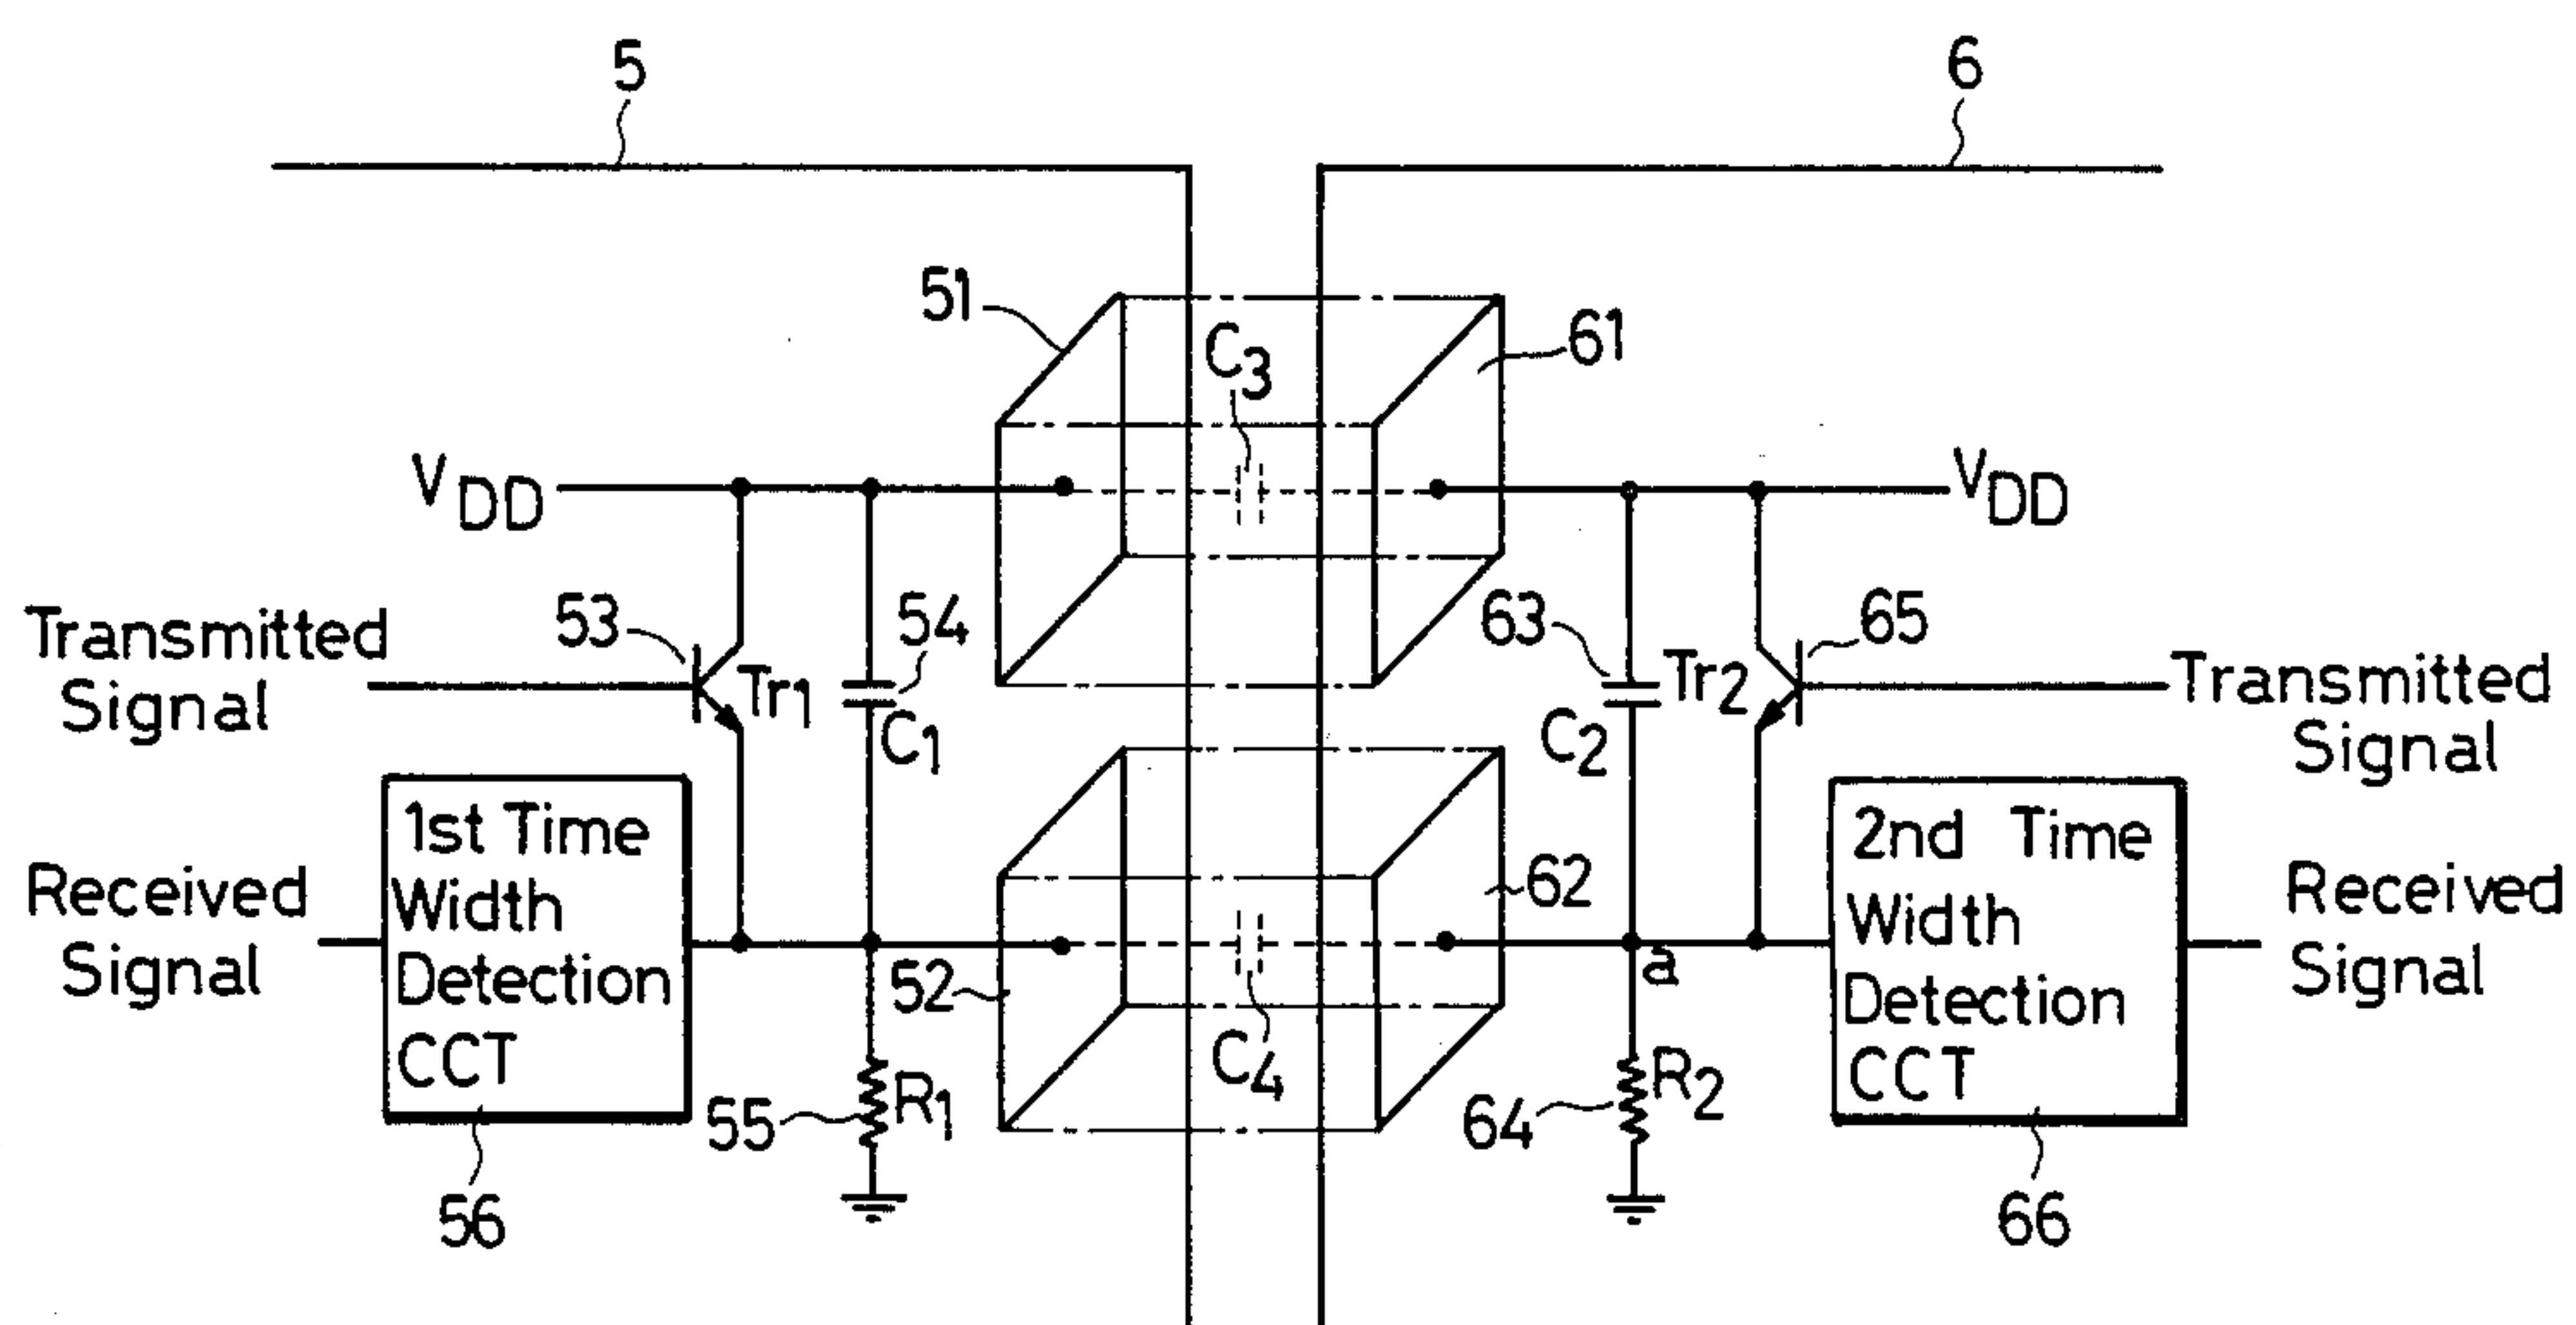 5
6
51
C3
61
VDD
VDD
Transmitted
Signal
53
Tr1
54
C1
63
C2
Tr2
65
Transmitted
Signal
1st Time
Width
Detection
CCT
Received
Signal
52
C4
62
a
2nd Time
Width
Detection
CCT
Received
Signal
55
R1
64
R2
56
66